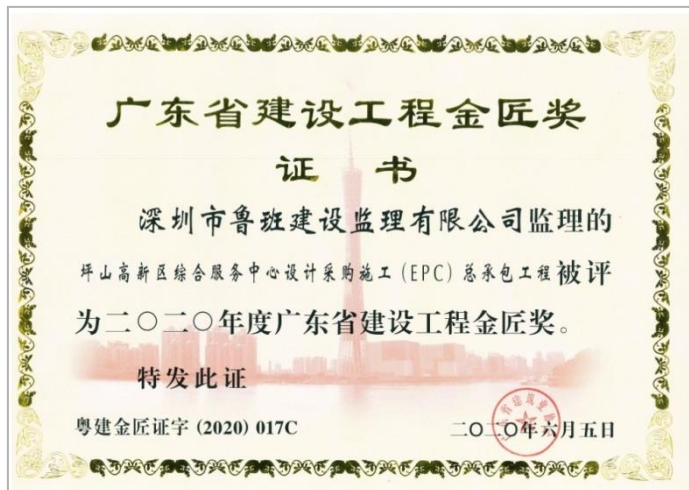 广东省建设工程金匠奖
证书
深圳市鲁班建设监理有限公司监理的
坪山高新区综合服务中心设计采购施工(EPC)总承包工程被评
为二〇二〇年度广东省建设工程金匠奖。
特发此证
粤建金匠证字 (2020) 017C
二〇二〇年六月五日